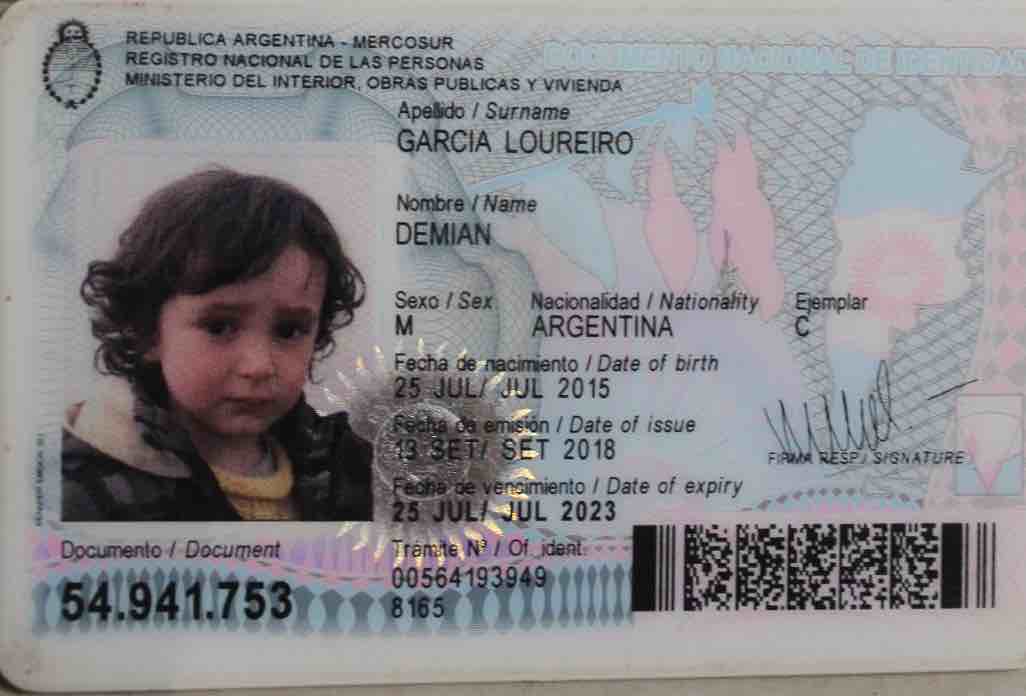 REPUBLICA ARGENTINA - MERCOSUR
REGISTRO NACIONAL DE LAS PERSONAS
MINISTERIO DEL INTERIOR, OBRAS PUBLICAS Y VIVIENDA
DOCUMENTO NACIONAL DE IDENTIDAD
Apellido / Surname
GARCIA LOUREIRO
Nombre / Name
DEMIAN
Sexo / Sex Nacionalidad / Nationality Ejemplar
M ARGENTINA C
Fecha de nacimiento / Date of birth
25 JUL/ JUL 2015
Fecha de emisión / Date of issue
13 SET/ SET 2018
FIRMA RESP./ SIGNATURE
Fecha de vencimiento / Date of expiry
25 JUL/ JUL 2023
Documento / Document Trámite Nº / Of. ident.
54.941.753 00564193949
8165